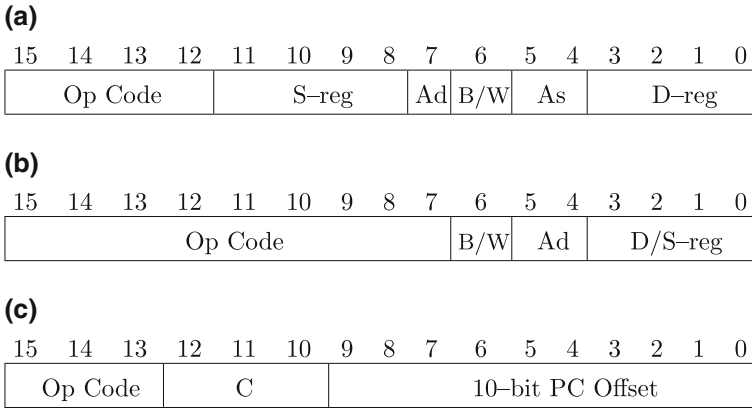 (a)
15 14 13 12 11 10 9 8 7 6 5 4 3 2 1 0
Op Code S–reg Ad B/W As D–reg
(b)
15 14 13 12 11 10 9 8 7 6 5 4 3 2 1 0
Op Code B/W Ad D/S–reg
(c)
15 14 13 12 11 10 9 8 7 6 5 4 3 2 1 0
Op Code C 10–bit PC Offset